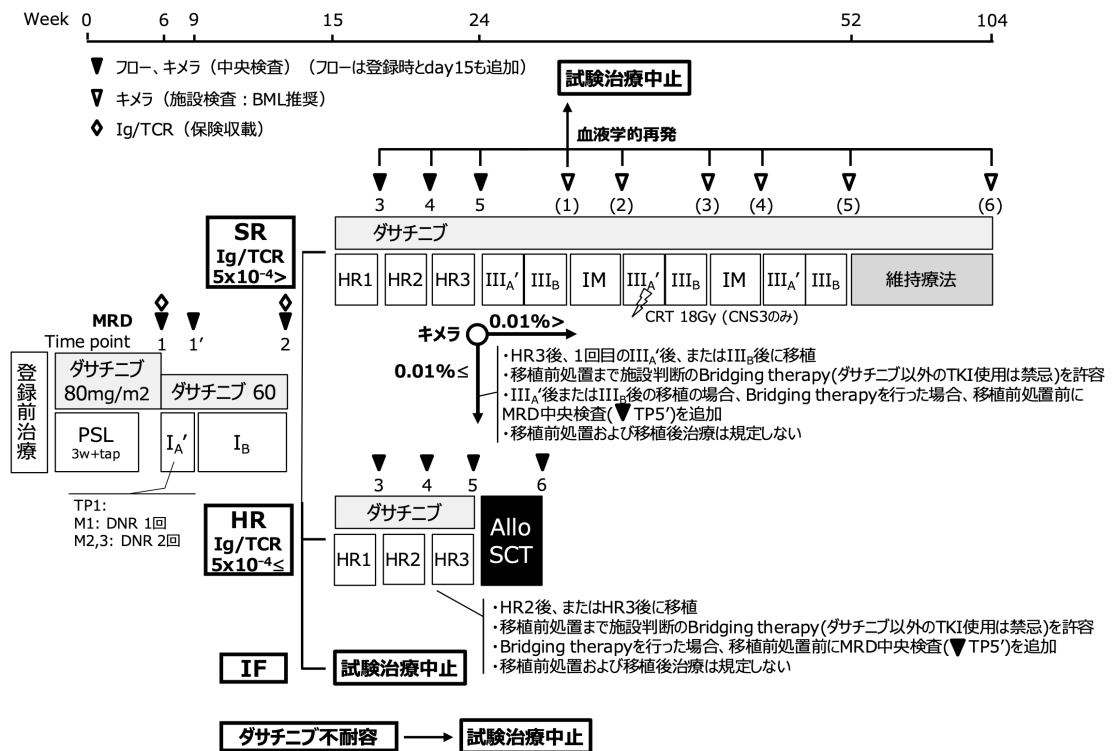 Week 0 6 9 15 24 52 104
▼ フロー、キメラ（中央検査）（フローは登録時とday15も追加）
▽ キメラ（施設検査：BML推奨）
◇ Ig/TCR（保険収載）
試験治療中止
血液学的再発
3 4 5 (1) (2) (3) (4) (5) (6)
SR
Ig/TCR
5x10⁻⁴>
ダサチニブ
HR1 HR2 HR3 IIIA' IIIB IM IIIA' IIIB IM IIIA' IIIB 維持療法
CRT 18Gy (CNS3のみ)
キメラ 0.01%>
0.01%≤
・HR3後、1回目のIIIA'後、またはIIIB後に移植
・移植前処置まで施設判断のBridging therapy(ダサチニブ以外のTKI使用は禁忌)を許容
・IIIA'後またはIIIB後の移植の場合、Bridging therapyを行った場合、移植前処置前に
MRD中央検査(▼TP5')を追加
・移植前処置および移植後治療は規定しない
MRD
Time point 1 1' 2
登録前治療
ダサチニブ
80mg/m2
ダサチニブ 60
PSL
3w+tap
IA' IB
TP1:
M1: DNR 1回
M2,3: DNR 2回
3 4 5 6
HR
Ig/TCR
5x10⁻⁴≤
ダサチニブ
HR1 HR2 HR3
Allo
SCT
・HR2後、またはHR3後に移植
・移植前処置まで施設判断のBridging therapy(ダサチニブ以外のTKI使用は禁忌)を許容
・Bridging therapyを行った場合、移植前処置前にMRD中央検査(▼TP5')を追加
・移植前処置および移植後治療は規定しない
IF 試験治療中止
ダサチニブ不耐容 試験治療中止